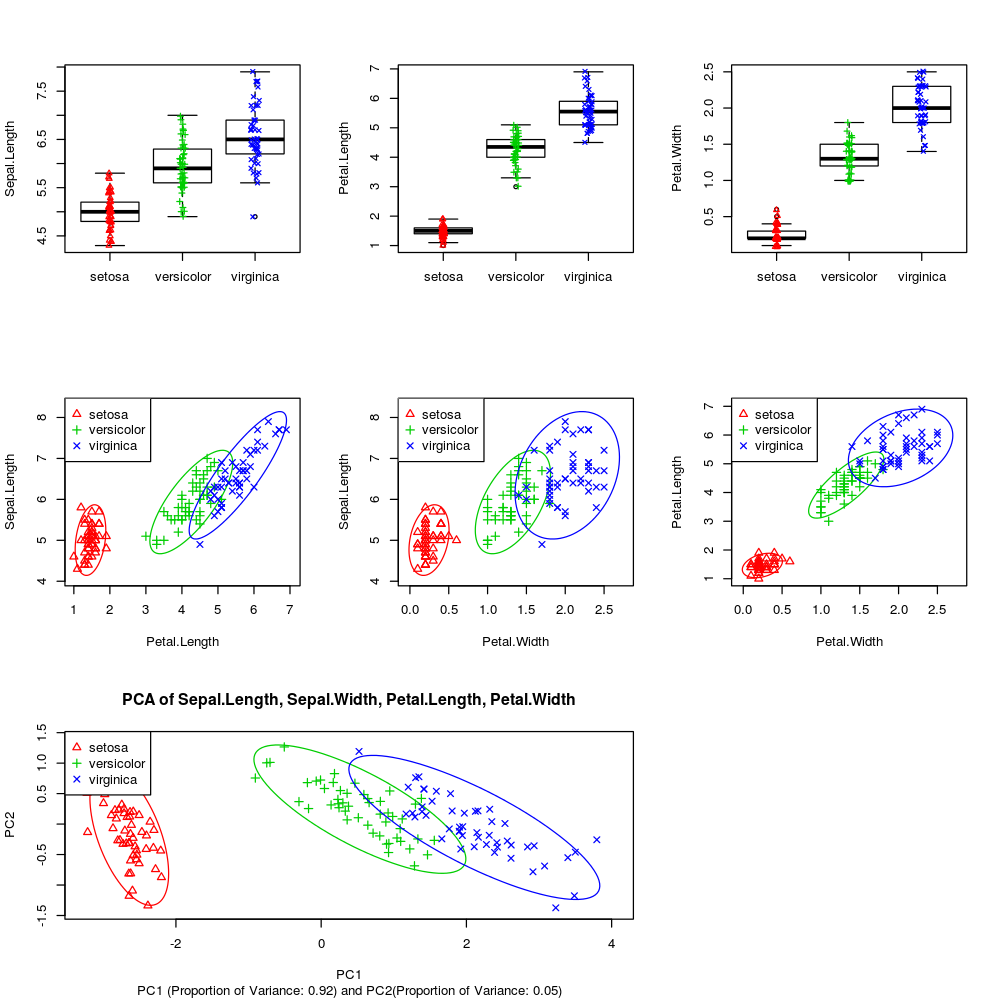 Sepal.Length
7.5
6.5
5.5
4.5
setosa versicolor virginica
Petal.Length
7
6
5
4
3
2
1
setosa versicolor virginica
Petal.Width
2.5
2.0
1.5
1.0
0.5
setosa versicolor virginica
Sepal.Length
8
7
6
5
4
setosa
versicolor
virginica
1 2 3 4 5 6 7
Petal.Length
Sepal.Length
8
7
6
5
4
setosa
versicolor
virginica
0.0 0.5 1.0 1.5 2.0 2.5
Petal.Width
Petal.Length
7
6
5
4
3
2
1
setosa
versicolor
virginica
0.0 0.5 1.0 1.5 2.0 2.5
Petal.Width
PCA of Sepal.Length, Sepal.Width, Petal.Length, Petal.Width
PC2
1.5
1.0
0.5
-0.5
-1.5
setosa
versicolor
virginica
-2 0 2 4
PC1
PC1 (Proportion of Variance: 0.92) and PC2(Proportion of Variance: 0.05)